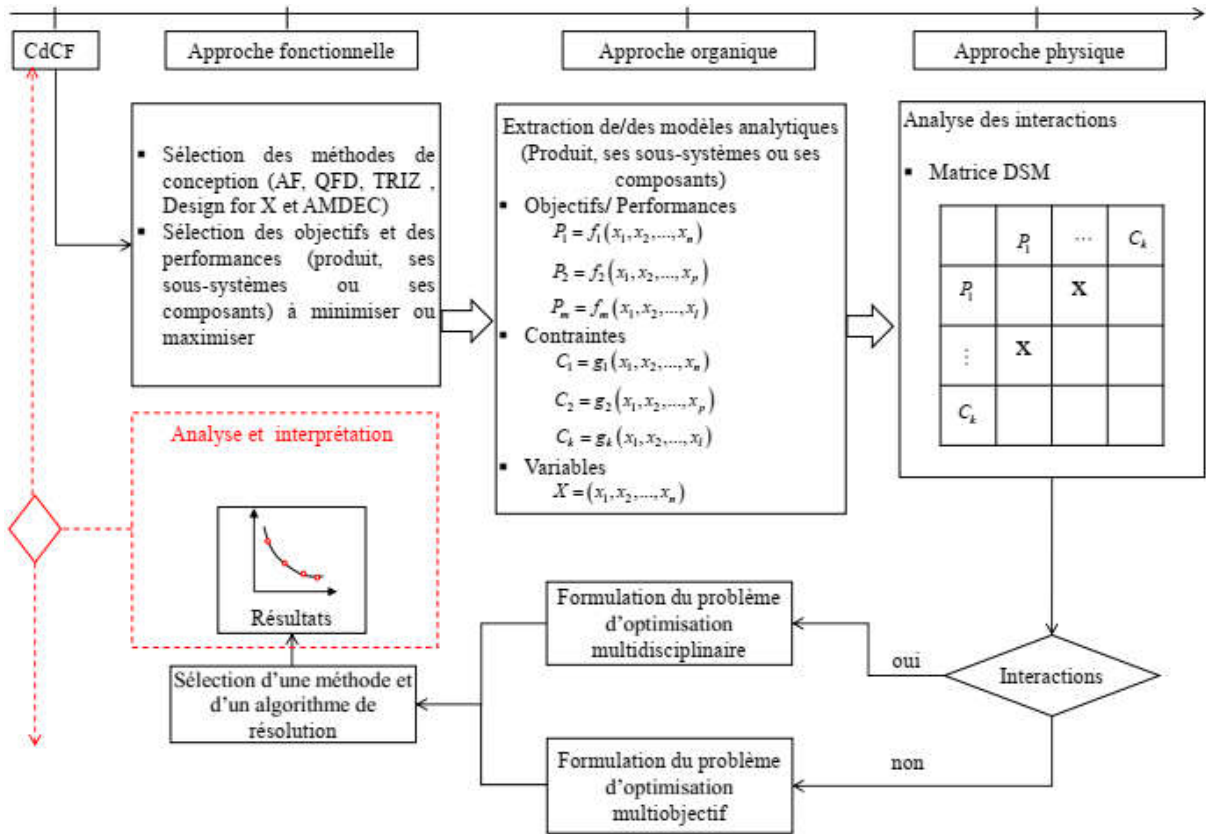 CdCF
Approche fonctionnelle
Approche organique
Approche physique
▪ Sélection des méthodes de
conception (AF, QFD, TRIZ ,
Design for X et AMDEC)
▪ Sélection des objectifs et des
performances (produit, ses
sous-systèmes ou ses
composants) à minimiser ou
maximiser
Extraction de/des modèles analytiques
(Produit, ses sous-systèmes ou ses
composants)
▪ Objectifs/ Performances
P₁ = f₁(x₁, x₂,..., xₙ)
P₂ = f₂(x₁, x₂,..., xₚ)
Pₘ = fₘ(x₁, x₂,..., xₗ)
▪ Contraintes
C₁ = g₁(x₁, x₂,..., xₙ)
C₂ = g₂(x₁, x₂,..., xₚ)
Cₖ = gₖ(x₁, x₂,..., xₗ)
▪ Variables
X = (x₁, x₂,..., xₙ)
Analyse des interactions
▪ Matrice DSM
P₁ ⋯ Cₖ
P₁ X
⋮ X
Cₖ
Analyse et interprétation
Résultats
Sélection d’une méthode et
d’un algorithme de
résolution
Formulation du problème
d’optimisation
multidisciplinaire
oui
Interactions
non
Formulation du problème
d’optimisation
multiobjectif